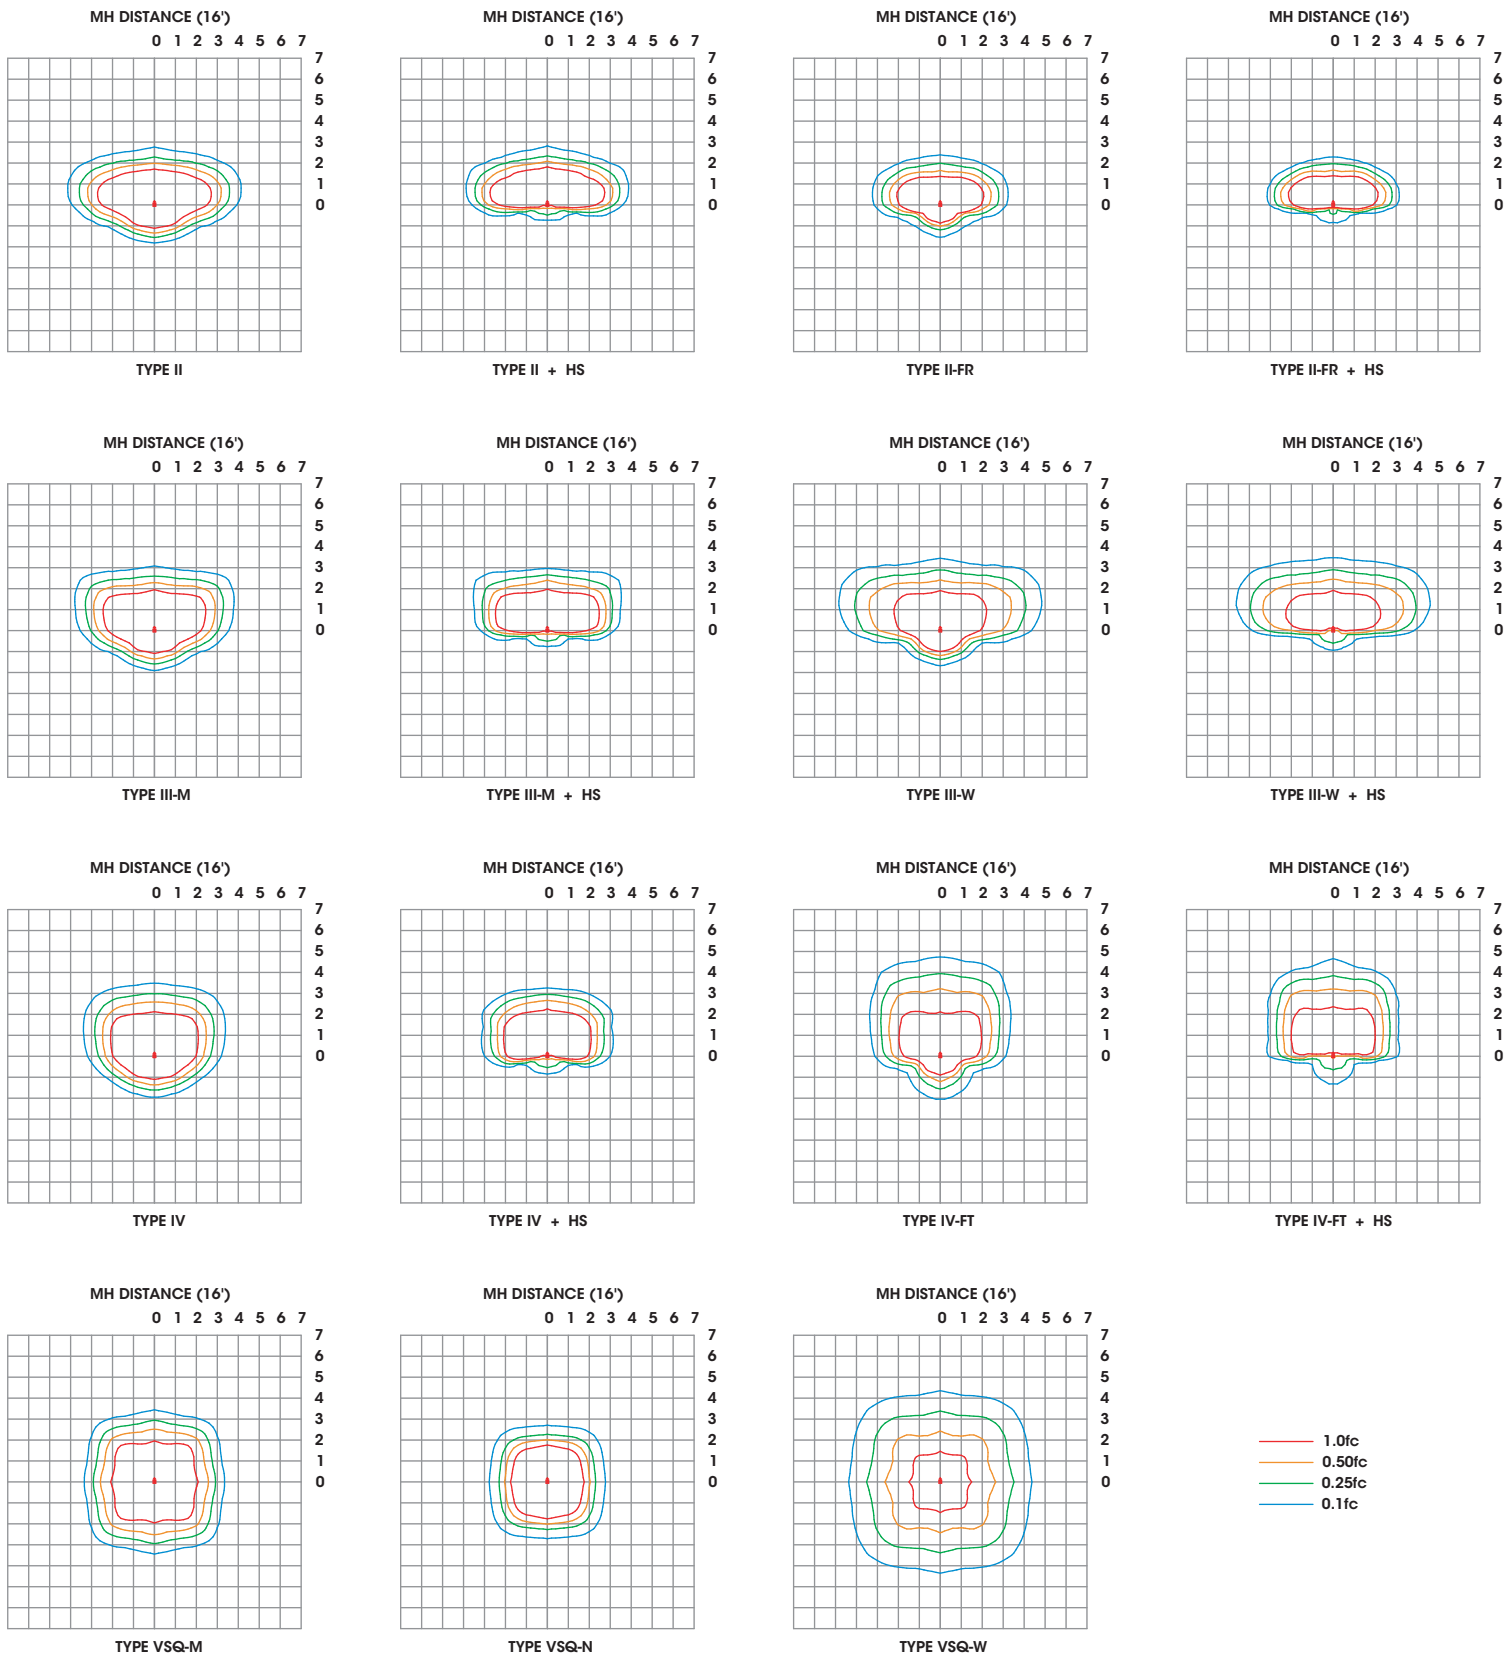 MH DISTANCE (16') MH DISTANCE (16') MH DISTANCE (16') MH DISTANCE (16')
0 1 2 3 4 5 6 7 0 1 2 3 4 5 6 7 0 1 2 3 4 5 6 7 0 1 2 3 4 5 6 7
7 7 7 7
6 6 6 6
5 5 5 5
4 4 4 4
3 3 3 3
2 2 2 2
1 1 1 1
0 0 0 0
TYPE II TYPE II + HS TYPE II-FR TYPE II-FR + HS
MH DISTANCE (16') MH DISTANCE (16') MH DISTANCE (16') MH DISTANCE (16')
0 1 2 3 4 5 6 7 0 1 2 3 4 5 6 7 0 1 2 3 4 5 6 7 0 1 2 3 4 5 6 7
7 7 7 7
6 6 6 6
5 5 5 5
4 4 4 4
3 3 3 3
2 2 2 2
1 1 1 1
0 0 0 0
TYPE III-M TYPE III-M + HS TYPE III-W TYPE III-W + HS
MH DISTANCE (16') MH DISTANCE (16') MH DISTANCE (16') MH DISTANCE (16')
0 1 2 3 4 5 6 7 0 1 2 3 4 5 6 7 0 1 2 3 4 5 6 7 0 1 2 3 4 5 6 7
7 7 7 7
6 6 6 6
5 5 5 5
4 4 4 4
3 3 3 3
2 2 2 2
1 1 1 1
0 0 0 0
TYPE IV TYPE IV + HS TYPE IV-FT TYPE IV-FT + HS
MH DISTANCE (16') MH DISTANCE (16') MH DISTANCE (16')
0 1 2 3 4 5 6 7 0 1 2 3 4 5 6 7 0 1 2 3 4 5 6 7
7 7 7
6 6 6
5 5 5
4 4 4
3 3 3
2 2 2
1 1 1
0 0 0
TYPE VSQ-M TYPE VSQ-N TYPE VSQ-W
1.0fc
0.50fc
0.25fc
0.1fc